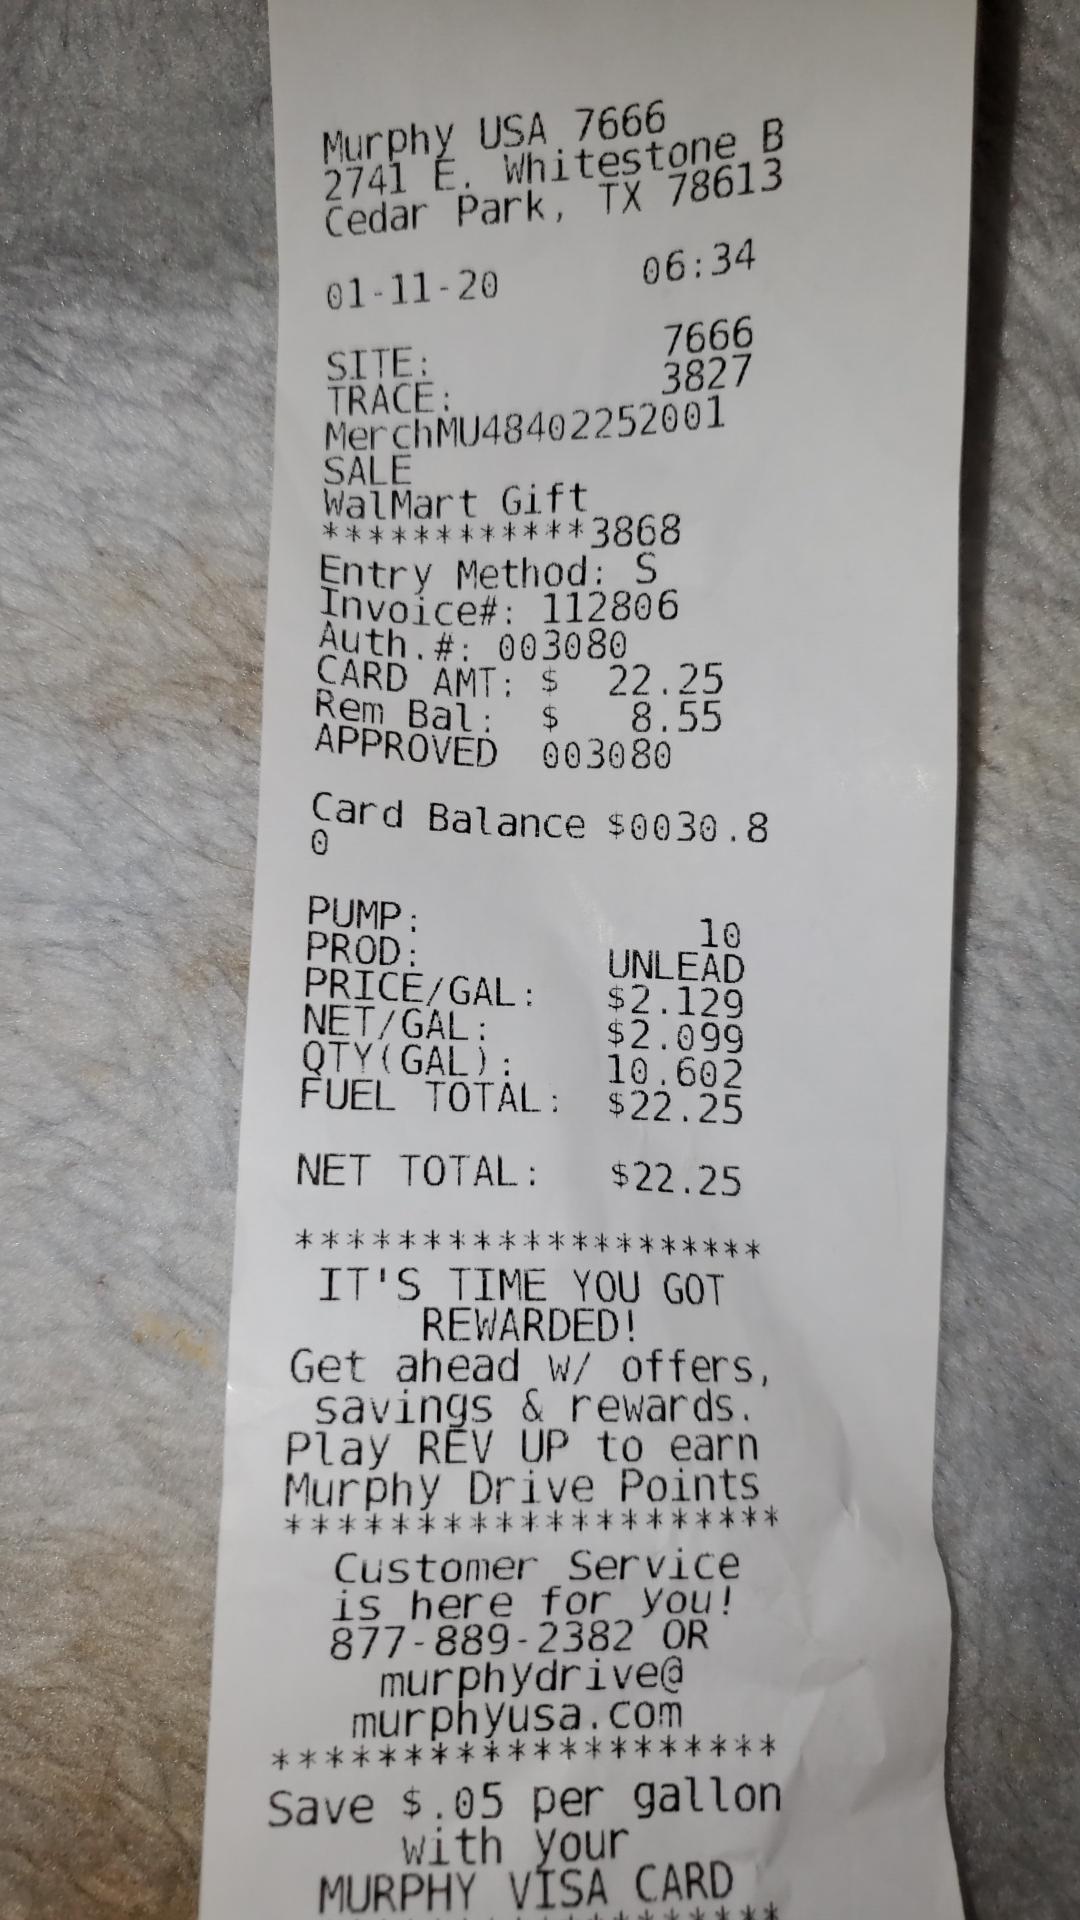 Murphy USA 7666
2741 E. Whitestone B
Cedar Park, TX 78613
01-11-20 06:34
SITE: 7666
TRACE: 3827
MerchMU48402252001
SALE
WalMart Gift
************3868
Entry Method: S
Invoice#: 112806
Auth.#: 003080
CARD AMT: $ 22.25
Rem Bal: $ 8.55
APPROVED 003080
Card Balance $0030.8
0
PUMP: 10
PROD: UNLEAD
PRICE/GAL: $2.129
NET/GAL: $2.099
QTY(GAL): 10.602
FUEL TOTAL: $22.25
NET TOTAL: $22.25
*******************
IT'S TIME YOU GOT
REWARDED!
Get ahead w/ offers,
savings & rewards.
Play REV UP to earn
Murphy Drive Points
*******************
Customer Service
is here for you!
877-889-2382 OR
murphydrive@
murphyusa.com
*******************
Save $.05 per gallon
with your
MURPHY VISA CARD